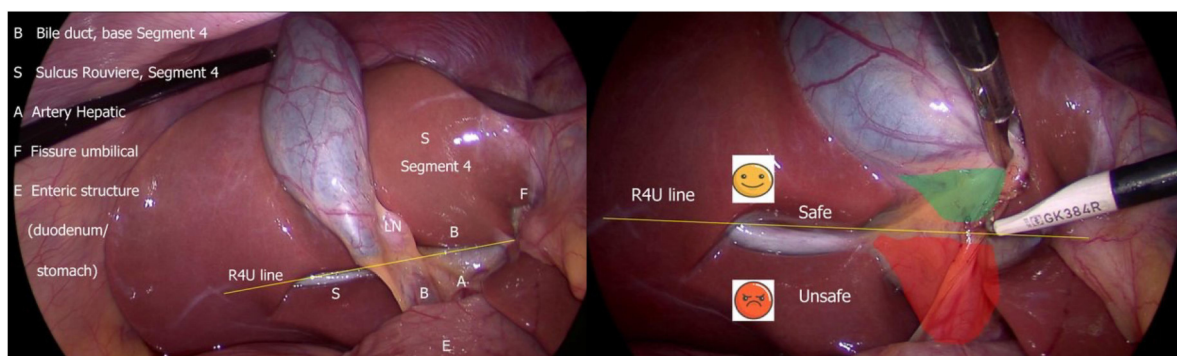 B Bile duct, base Segment 4
S Sulcus Rouviere, Segment 4
A Artery Hepatic
F Fissure umbilical
E Enteric structure
(duodenum/
stomach)
S
Segment 4
F
LN
B
R4U line
S
B
A
E
R4U line
Safe
Unsafe
GK384R